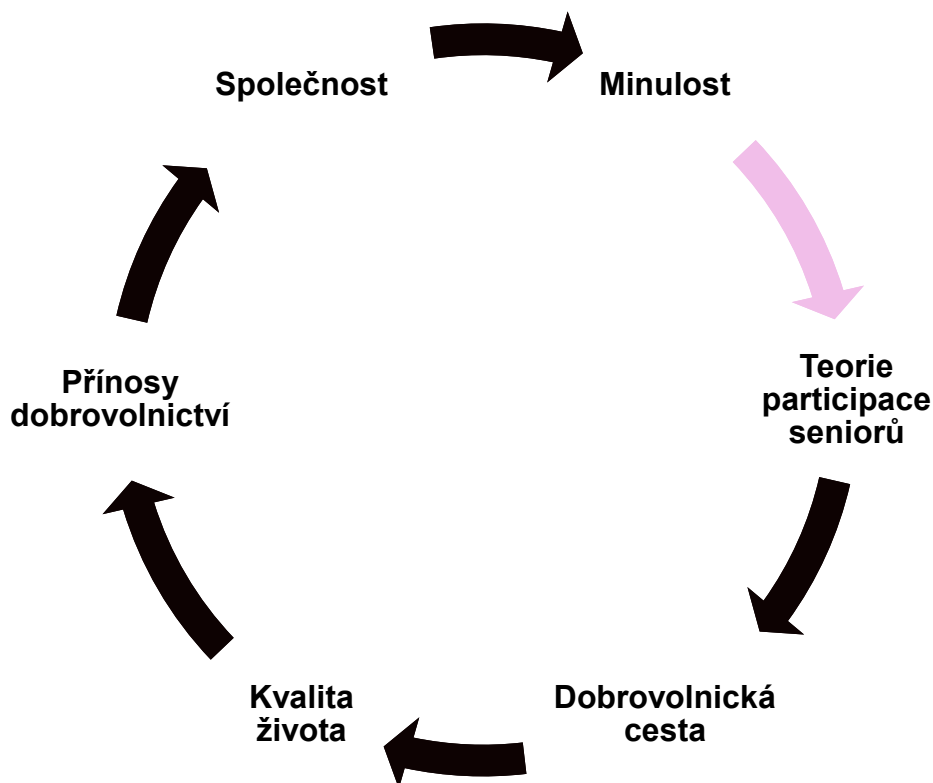 Společnost
Minulost
Teorie
participace
seniorů
Dobrovolnická
cesta
Kvalita
života
Přínosy
dobrovolnictví